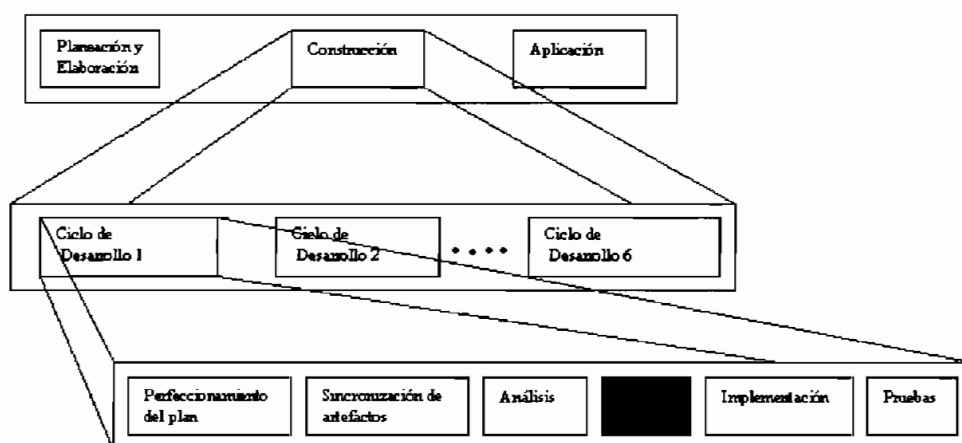 Planeación y
Elaboración
Construcción
Aplicación
Ciclo de
Desarrollo 1
Ciclo de
Desarrollo 2
Ciclo de
Desarrollo 6
Perfeccionamiento
del plan
Sincronización de
artefactos
Análisis
Implementación
Pruebas